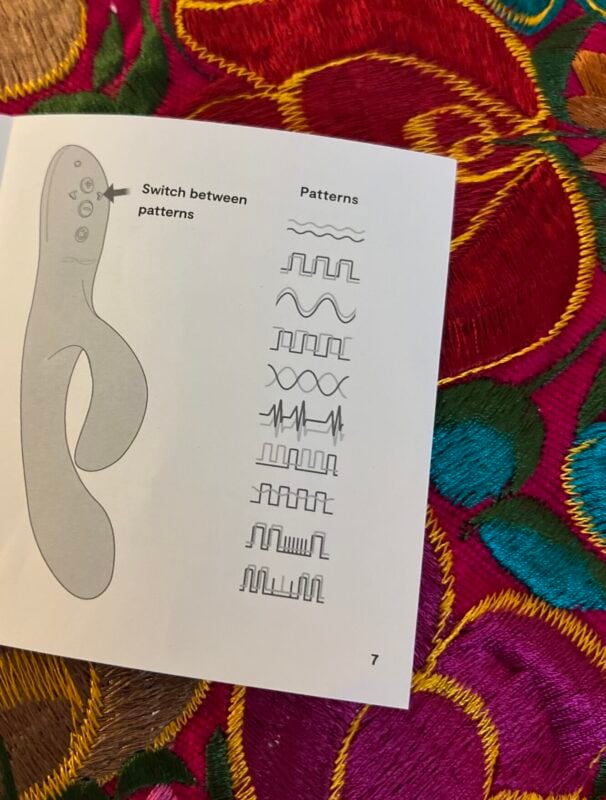 Switch between
patterns
Patterns
7